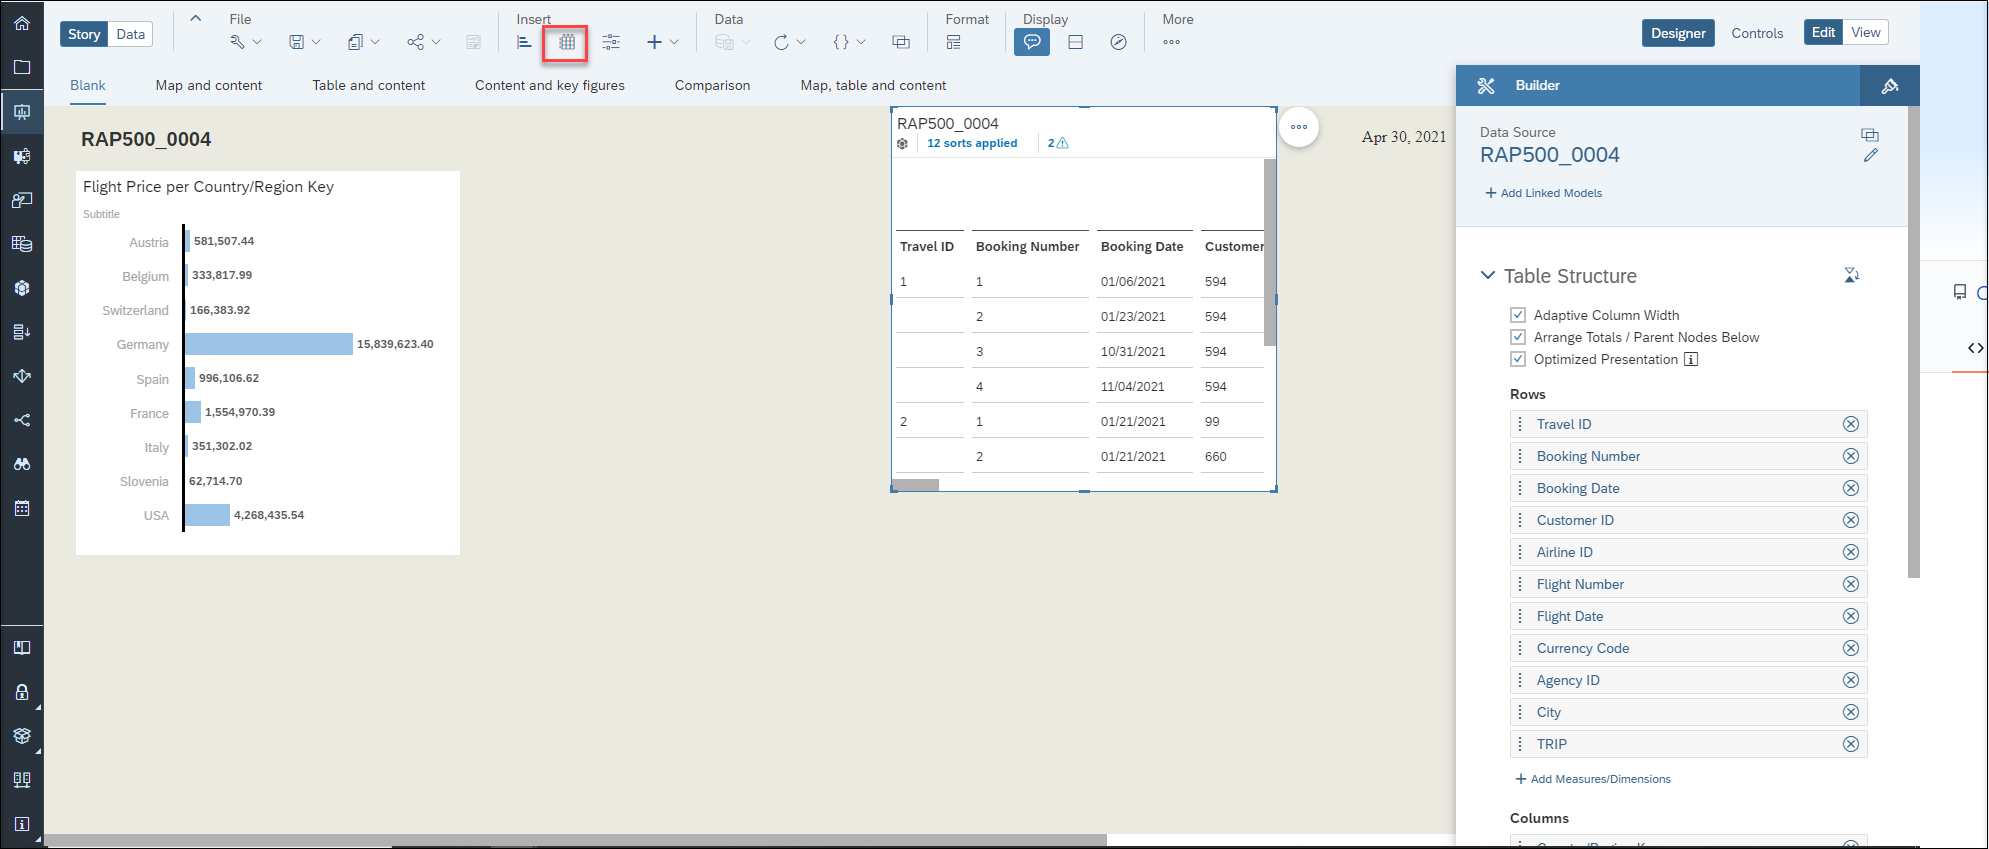 Story
Data
File
Insert
Data
Format
Display
More
Designer
Controls
Edit
View
Blank
Map and content
Table and content
Content and key figures
Comparison
Map, table and content
RAP500_0004
Flight Price per Country/Region Key
Subtitle
Austria 581,507.44
Belgium 333,817.99
Switzerland 166,383.92
Germany 15,839,623.40
Spain 996,106.62
France 1,554,970.39
Italy 351,302.02
Slovenia 62,714.70
USA 4,268,435.54
RAP500_0004
12 sorts applied 2
Travel ID Booking Number Booking Date Customer
1 1 01/06/2021 594
2 01/23/2021 594
3 10/31/2021 594
4 11/04/2021 594
2 1 01/21/2021 99
2 01/21/2021 660
Apr 30, 2021
Builder
Data Source
RAP500_0004
+ Add Linked Models
Table Structure
Adaptive Column Width
Arrange Totals / Parent Nodes Below
Optimized Presentation
Rows
Travel ID
Booking Number
Booking Date
Customer ID
Airline ID
Flight Number
Flight Date
Currency Code
Agency ID
City
TRIP
+ Add Measures/Dimensions
Columns